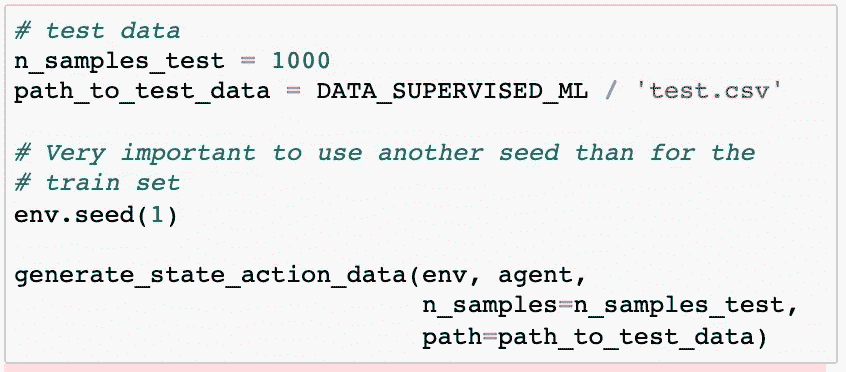 # test data
n_samples_test = 1000
path_to_test_data = DATA_SUPERVISED_ML / 'test.csv'
# Very important to use another seed than for the
# train set
env.seed(1)
generate_state_action_data(env, agent,
n_samples=n_samples_test,
path=path_to_test_data)